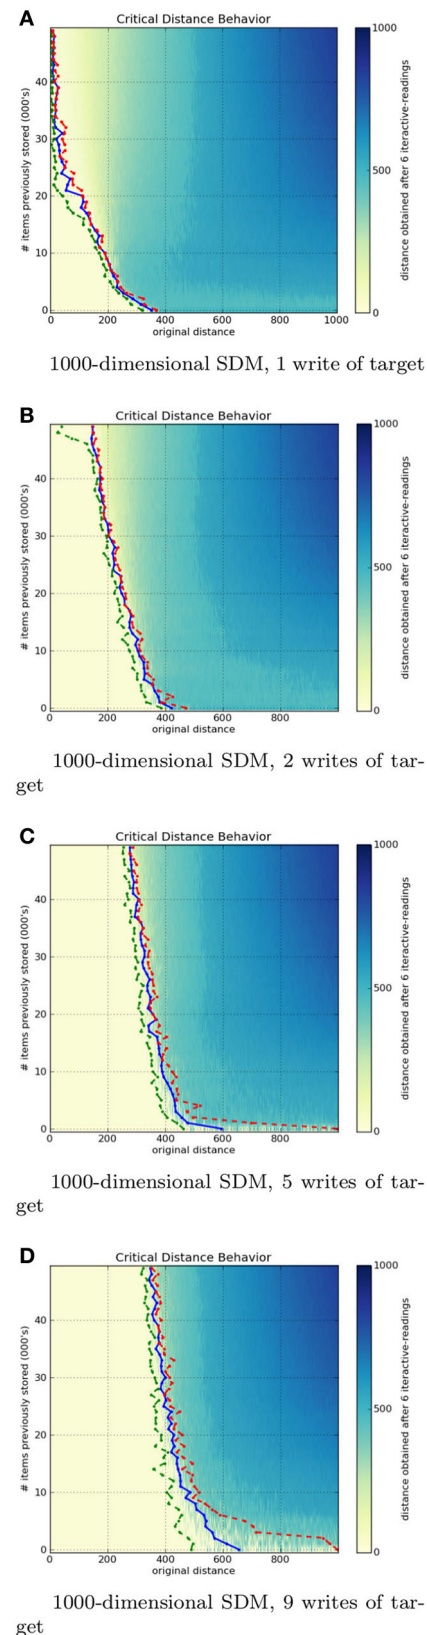 A
Critical Distance Behavior
1000
40
30
20
10
0
# items previously stored (000's)
500
0
distance obtained after 6 iteractive-readings
0 200 400 600 800 1000
original distance
1000-dimensional SDM, 1 write of target
B
Critical Distance Behavior
1000
40
30
20
10
0
# items previously stored (000's)
500
0
distance obtained after 6 iteractive-readings
0 200 400 600 800
original distance
1000-dimensional SDM, 2 writes of tar-
get
C
Critical Distance Behavior
1000
40
30
20
10
0
# items previously stored (000's)
500
0
distance obtained after 6 iteractive-readings
0 200 400 600 800
original distance
1000-dimensional SDM, 5 writes of tar-
get
D
Critical Distance Behavior
1000
40
30
20
10
0
# items previously stored (000's)
500
0
distance obtained after 6 iteractive-readings
0 200 400 600 800
original distance
1000-dimensional SDM, 9 writes of tar-
get